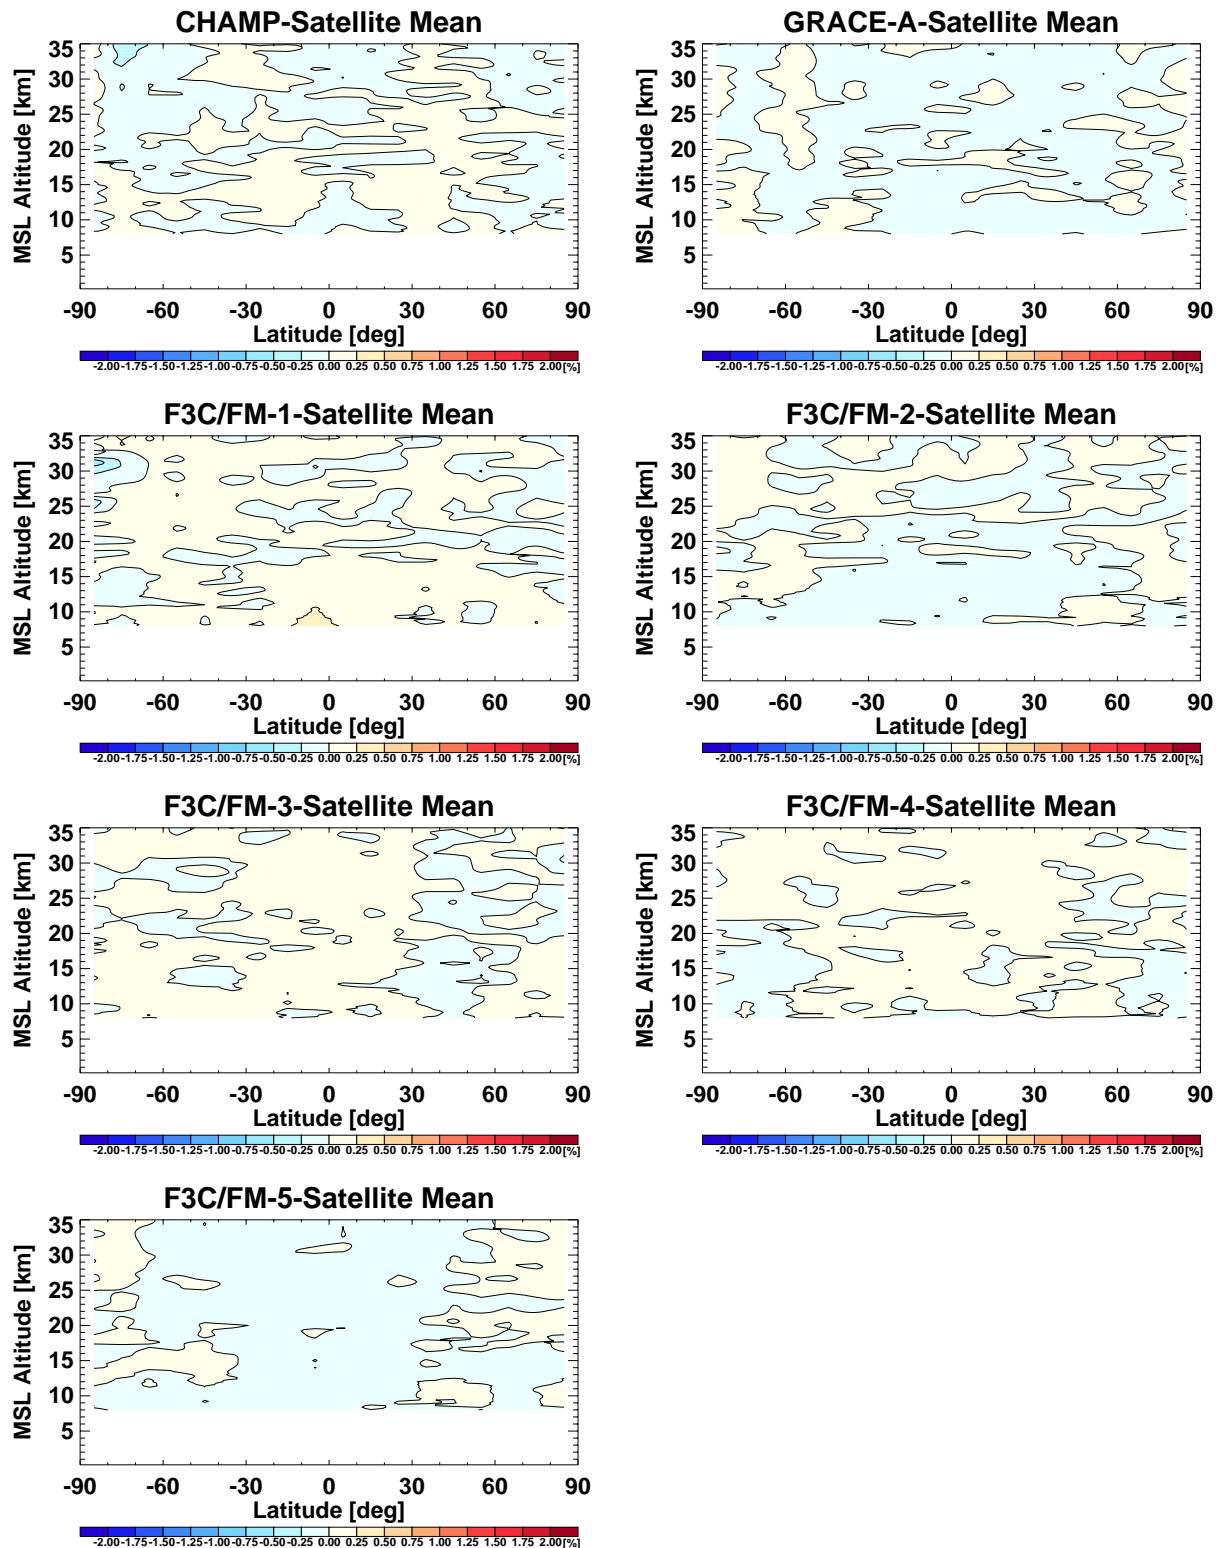 CHAMP-Satellite Mean
35
30
25
20
15
10
5
MSL Altitude [km]
-90 -60 -30 0 30 60 90
Latitude [deg]
-2.00 -1.75 -1.50 -1.25 -1.00 -0.75 -0.50 -0.25 0.00 0.25 0.50 0.75 1.00 1.25 1.50 1.75 2.00 [%]
GRACE-A-Satellite Mean
35
30
25
20
15
10
5
MSL Altitude [km]
-90 -60 -30 0 30 60 90
Latitude [deg]
-2.00 -1.75 -1.50 -1.25 -1.00 -0.75 -0.50 -0.25 0.00 0.25 0.50 0.75 1.00 1.25 1.50 1.75 2.00 [%]
F3C/FM-1-Satellite Mean
35
30
25
20
15
10
5
MSL Altitude [km]
-90 -60 -30 0 30 60 90
Latitude [deg]
-2.00 -1.75 -1.50 -1.25 -1.00 -0.75 -0.50 -0.25 0.00 0.25 0.50 0.75 1.00 1.25 1.50 1.75 2.00 [%]
F3C/FM-2-Satellite Mean
35
30
25
20
15
10
5
MSL Altitude [km]
-90 -60 -30 0 30 60 90
Latitude [deg]
-2.00 -1.75 -1.50 -1.25 -1.00 -0.75 -0.50 -0.25 0.00 0.25 0.50 0.75 1.00 1.25 1.50 1.75 2.00 [%]
F3C/FM-3-Satellite Mean
35
30
25
20
15
10
5
MSL Altitude [km]
-90 -60 -30 0 30 60 90
Latitude [deg]
-2.00 -1.75 -1.50 -1.25 -1.00 -0.75 -0.50 -0.25 0.00 0.25 0.50 0.75 1.00 1.25 1.50 1.75 2.00 [%]
F3C/FM-4-Satellite Mean
35
30
25
20
15
10
5
MSL Altitude [km]
-90 -60 -30 0 30 60 90
Latitude [deg]
-2.00 -1.75 -1.50 -1.25 -1.00 -0.75 -0.50 -0.25 0.00 0.25 0.50 0.75 1.00 1.25 1.50 1.75 2.00 [%]
F3C/FM-5-Satellite Mean
35
30
25
20
15
10
5
MSL Altitude [km]
-90 -60 -30 0 30 60 90
Latitude [deg]
-2.00 -1.75 -1.50 -1.25 -1.00 -0.75 -0.50 -0.25 0.00 0.25 0.50 0.75 1.00 1.25 1.50 1.75 2.00 [%]